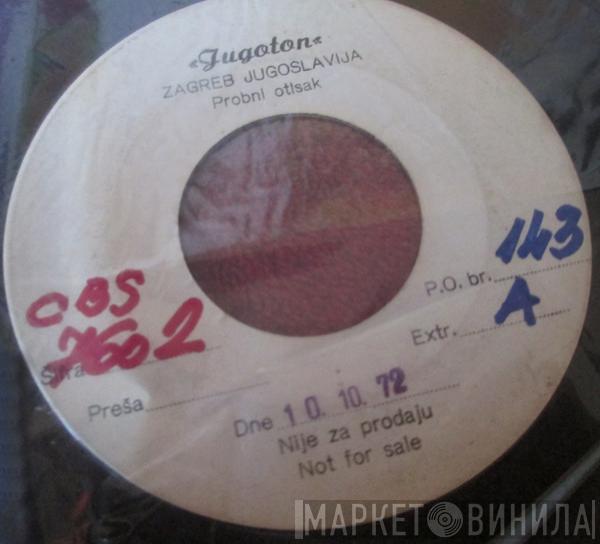 «Jugoton«
ZAGREB JUGOSLAVIJA
Probni otisak
CBS
Šifra 7602
P.O. br. 143
Extr. A
Preša
Dne 10.10.72
Nije za prodaju
Not for sale
МАРКЕТ ВИНИЛА